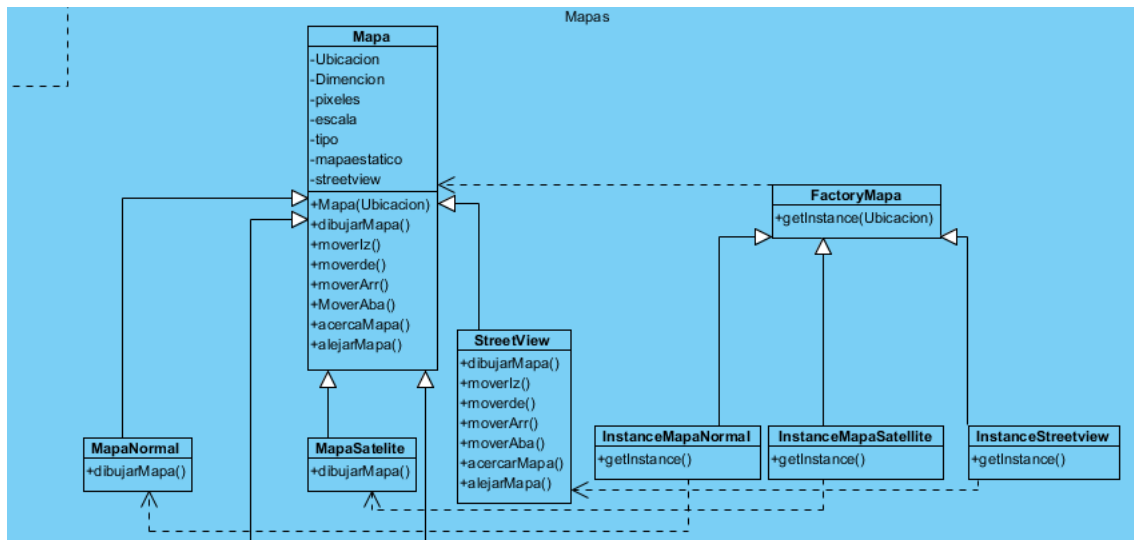 Mapas
Mapa
-Ubicacion
-Dimencion
-pixeles
-escala
-tipo
-mapaestatico
-streetview
+Mapa(Ubicacion)
+dibujarMapa()
+moverIz()
+moverde()
+moverArr()
+MoverAba()
+acercaMapa()
+alejarMapa()
FactoryMapa
+getInstance(Ubicacion)
StreetView
+dibujarMapa()
+moverIz()
+moverde()
+moverArr()
+moverAba()
+acercarMapa()
+alejarMapa()
MapaNormal
+dibujarMapa()
MapaSatelite
+dibujarMapa()
InstanceMapaNormal
+getInstance()
InstanceMapaSatellite
+getInstance()
InstanceStreetview
+getInstance()